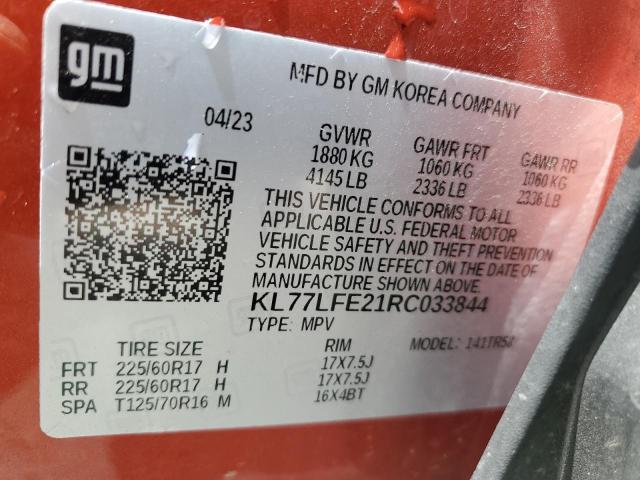 gm
MFD BY GM KOREA COMPANY
04/23
GVWR GAWR FRT GAWR RR
1880 KG 1060 KG 1060 KG
4145 LB 2336 LB 2336 LB
THIS VEHICLE CONFORMS TO ALL
APPLICABLE U.S. FEDERAL MOTOR
VEHICLE SAFETY AND THEFT PREVENTION
STANDARDS IN EFFECT ON THE DATE OF
MANUFACTURE SHOWN ABOVE.
KL77LFE21RC033844
TYPE: MPV MODEL:
TIRE SIZE RIM
FRT 225/60R17 H 17X7.5J
RR 225/60R17 H 17X7.5J
SPA T125/70R16 M 16X4BT